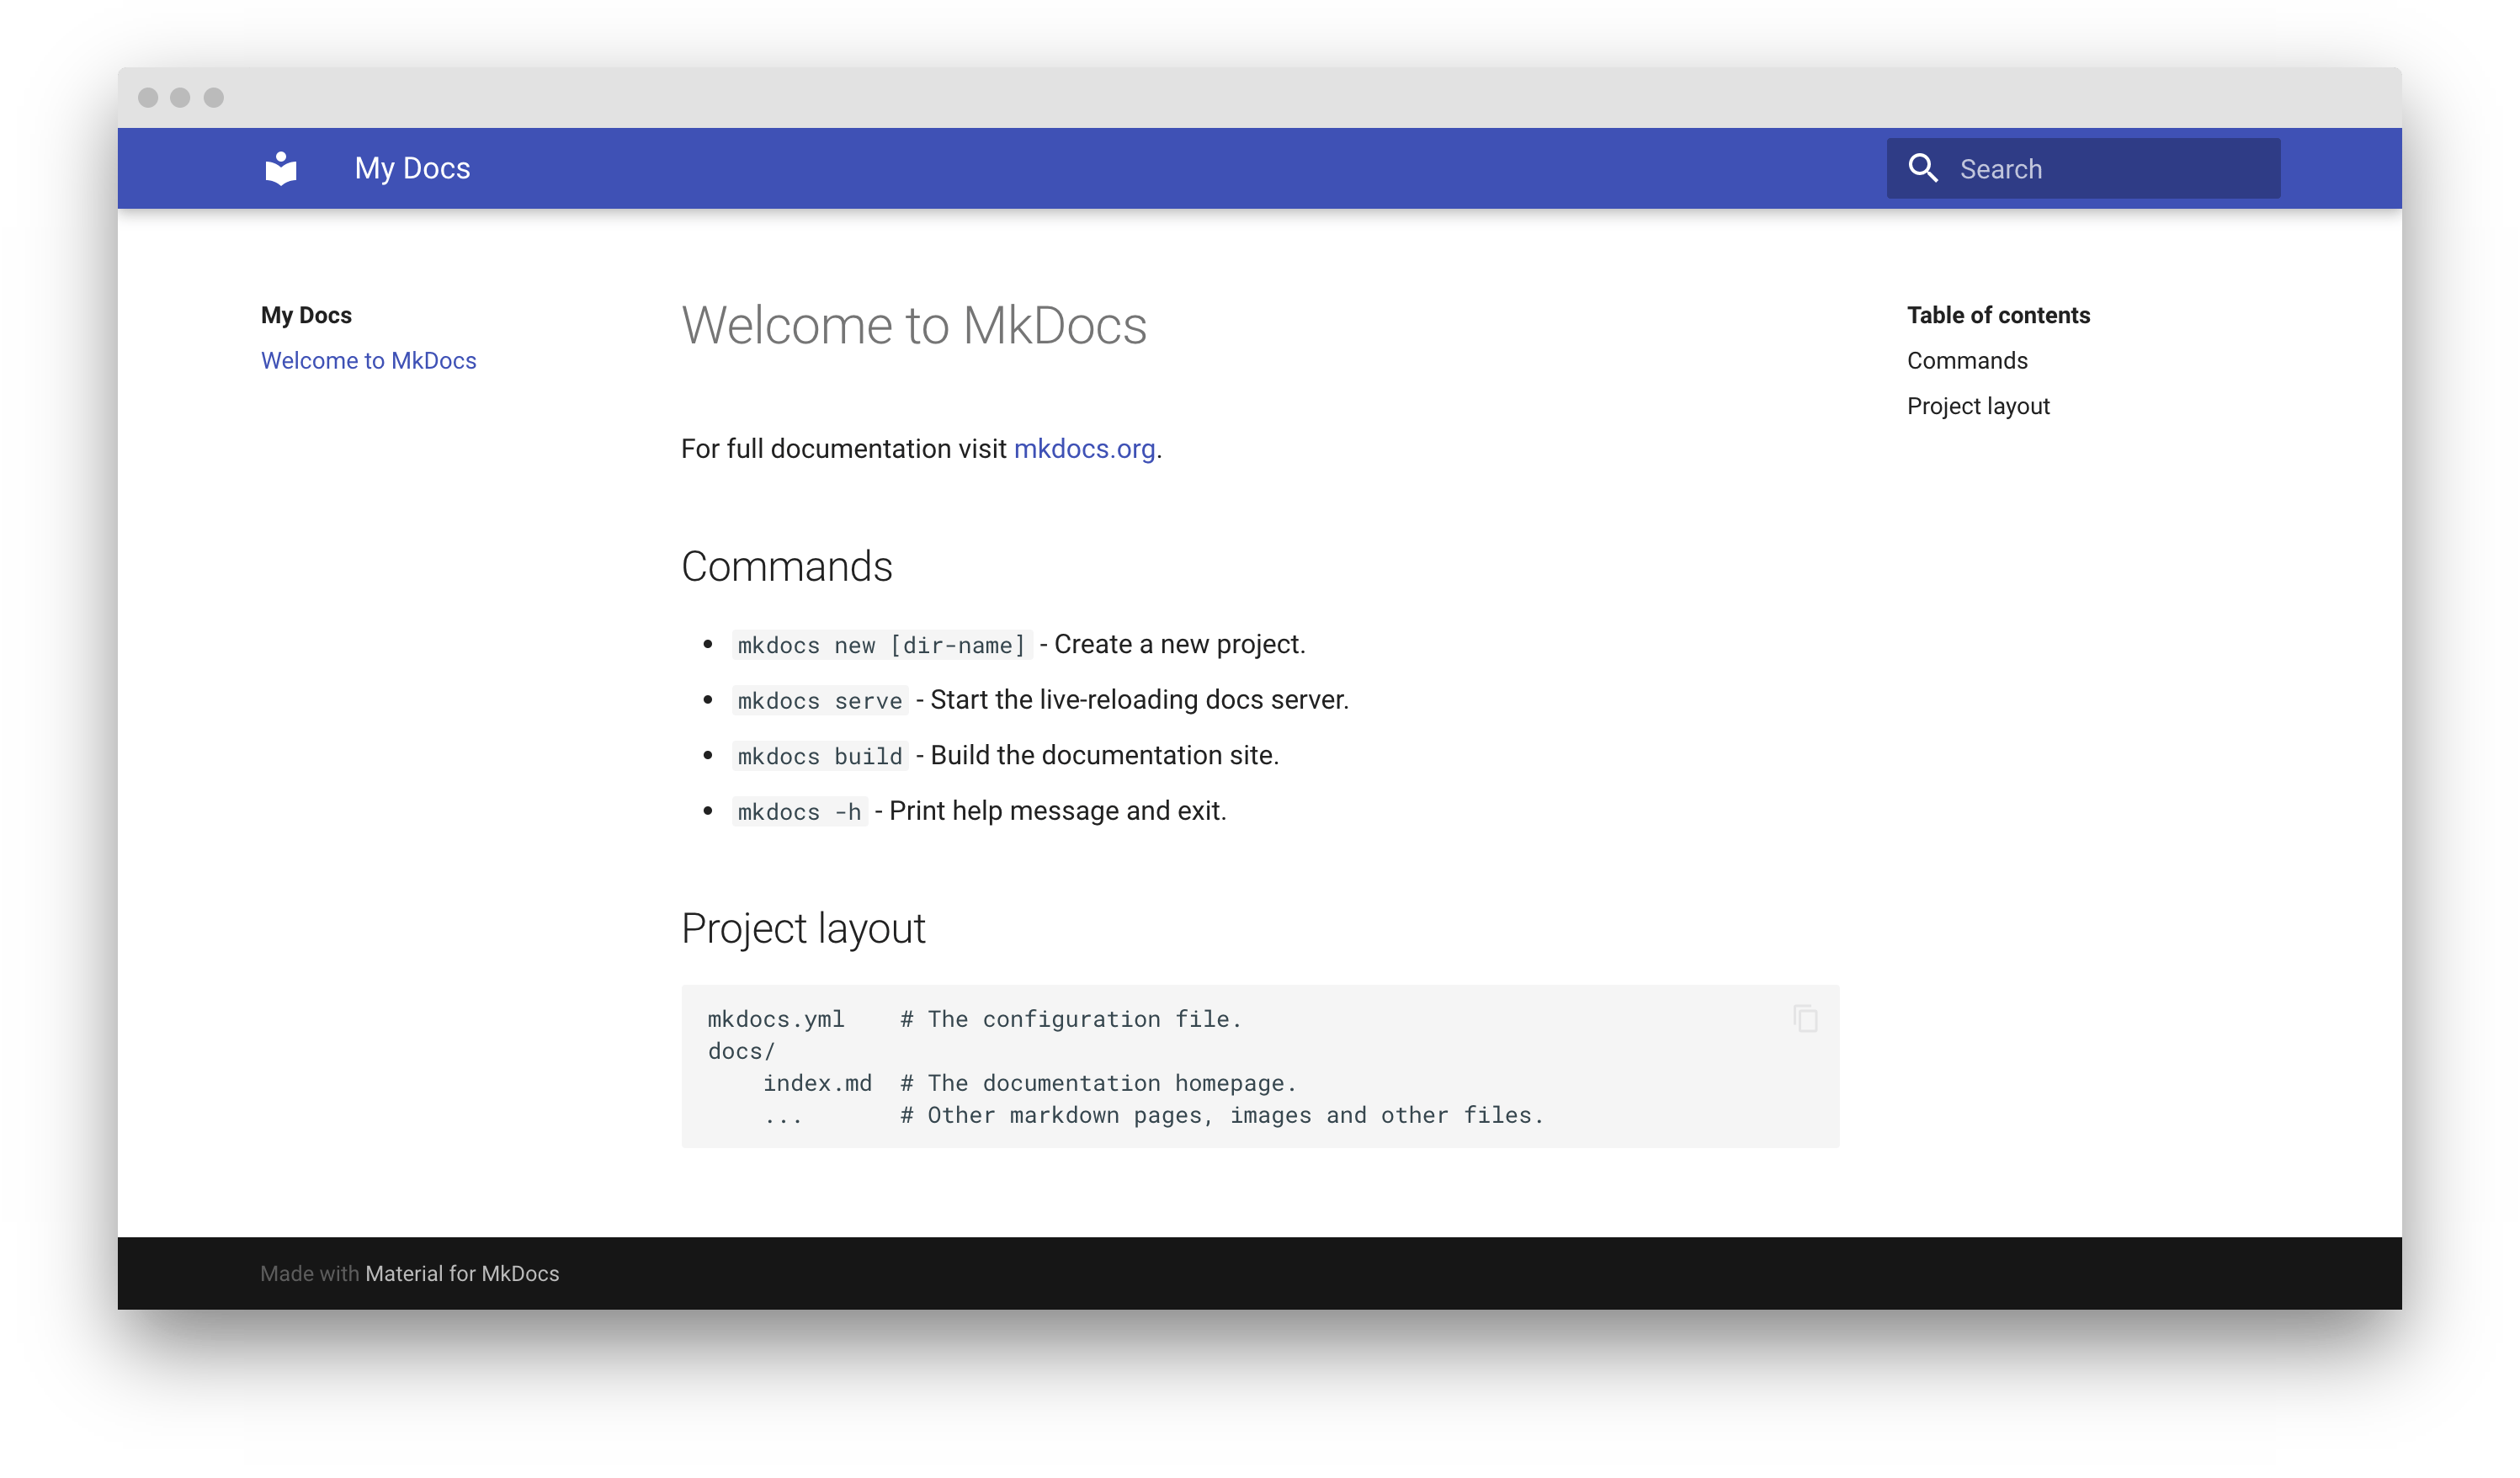 My Docs
Search
My Docs
Welcome to MkDocs
Welcome to MkDocs
For full documentation visit mkdocs.org.
Commands
mkdocs new [dir-name] - Create a new project.
mkdocs serve - Start the live-reloading docs server.
mkdocs build - Build the documentation site.
mkdocs -h - Print help message and exit.
Project layout
mkdocs.yml    # The configuration file.
docs/
    index.md  # The documentation homepage.
    ...       # Other markdown pages, images and other files.
Table of contents
Commands
Project layout
Made with Material for MkDocs